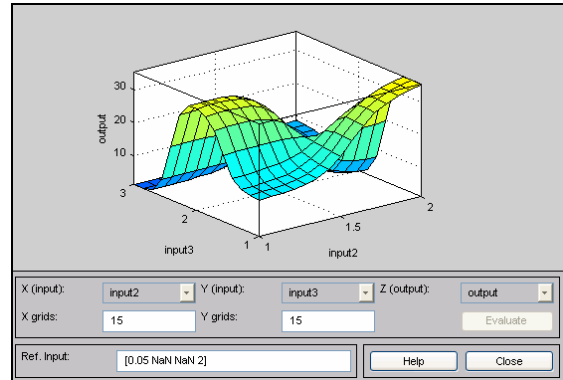 30
20
10
output
3
2
1
input3
1
1.5
2
input2
X (input): input2 Y (input): input3 Z (output): output
X grids: 15 Y grids: 15 Evaluate
Ref. Input: [0.05 NaN NaN 2] Help Close